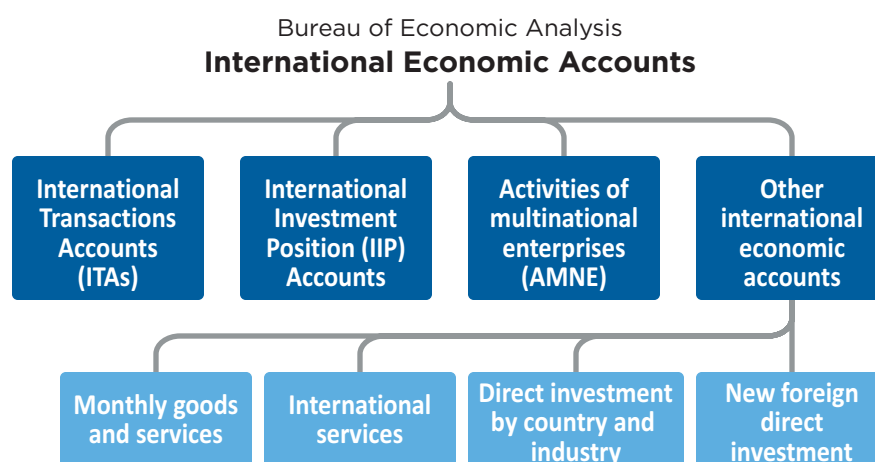 Bureau of Economic Analysis
International Economic Accounts
International
Transactions
Accounts
(ITAs)
International
Investment
Position (IIP)
Accounts
Activities of
multinational
enterprises
(AMNE)
Other
international
economic
accounts
Monthly goods
and services
International
services
Direct investment
by country and
industry
New foreign
direct
investment